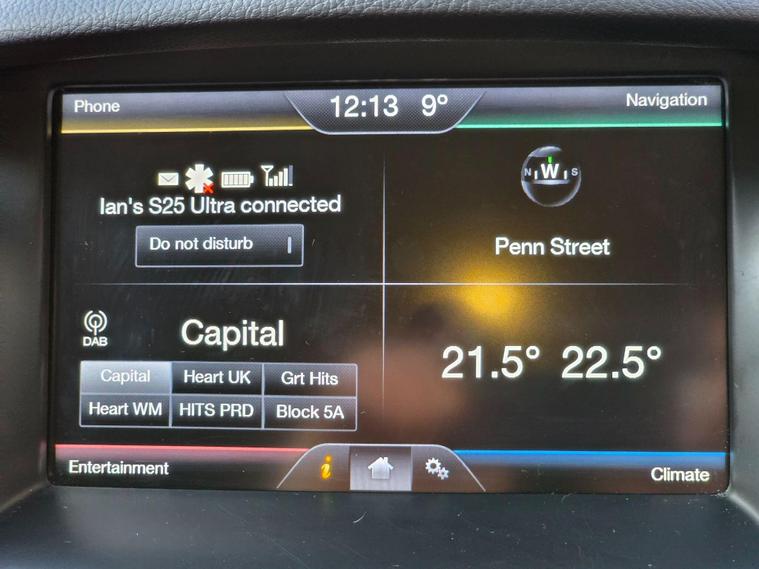 Phone
12:13 9°
Navigation
N W S
Ian's S25 Ultra connected
Do not disturb
Penn Street
DAB
Capital
Capital Heart UK Grt Hits
Heart WM HITS PRD Block 5A
21.5° 22.5°
Entertainment
i
Climate